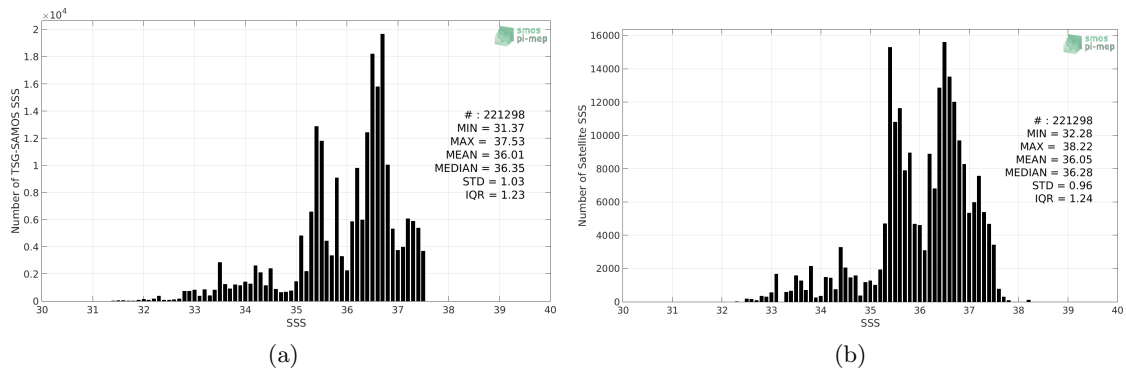 ×10⁴
2
1.8
1.6
1.4
1.2
1
0.8
0.6
0.4
0.2
0
30 31 32 33 34 35 36 37 38 39 40
SSS
Number of TSG-SAMOS SSS
smos
pi-mep
# : 221298
MIN = 31.37
MAX = 37.53
MEAN = 36.01
MEDIAN = 36.35
STD = 1.03
IQR = 1.23
(a)
16000
14000
12000
10000
8000
6000
4000
2000
0
30 31 32 33 34 35 36 37 38 39 40
SSS
Number of Satellite SSS
smos
pi-mep
# : 221298
MIN = 32.28
MAX = 38.22
MEAN = 36.05
MEDIAN = 36.28
STD = 0.96
IQR = 1.24
(b)